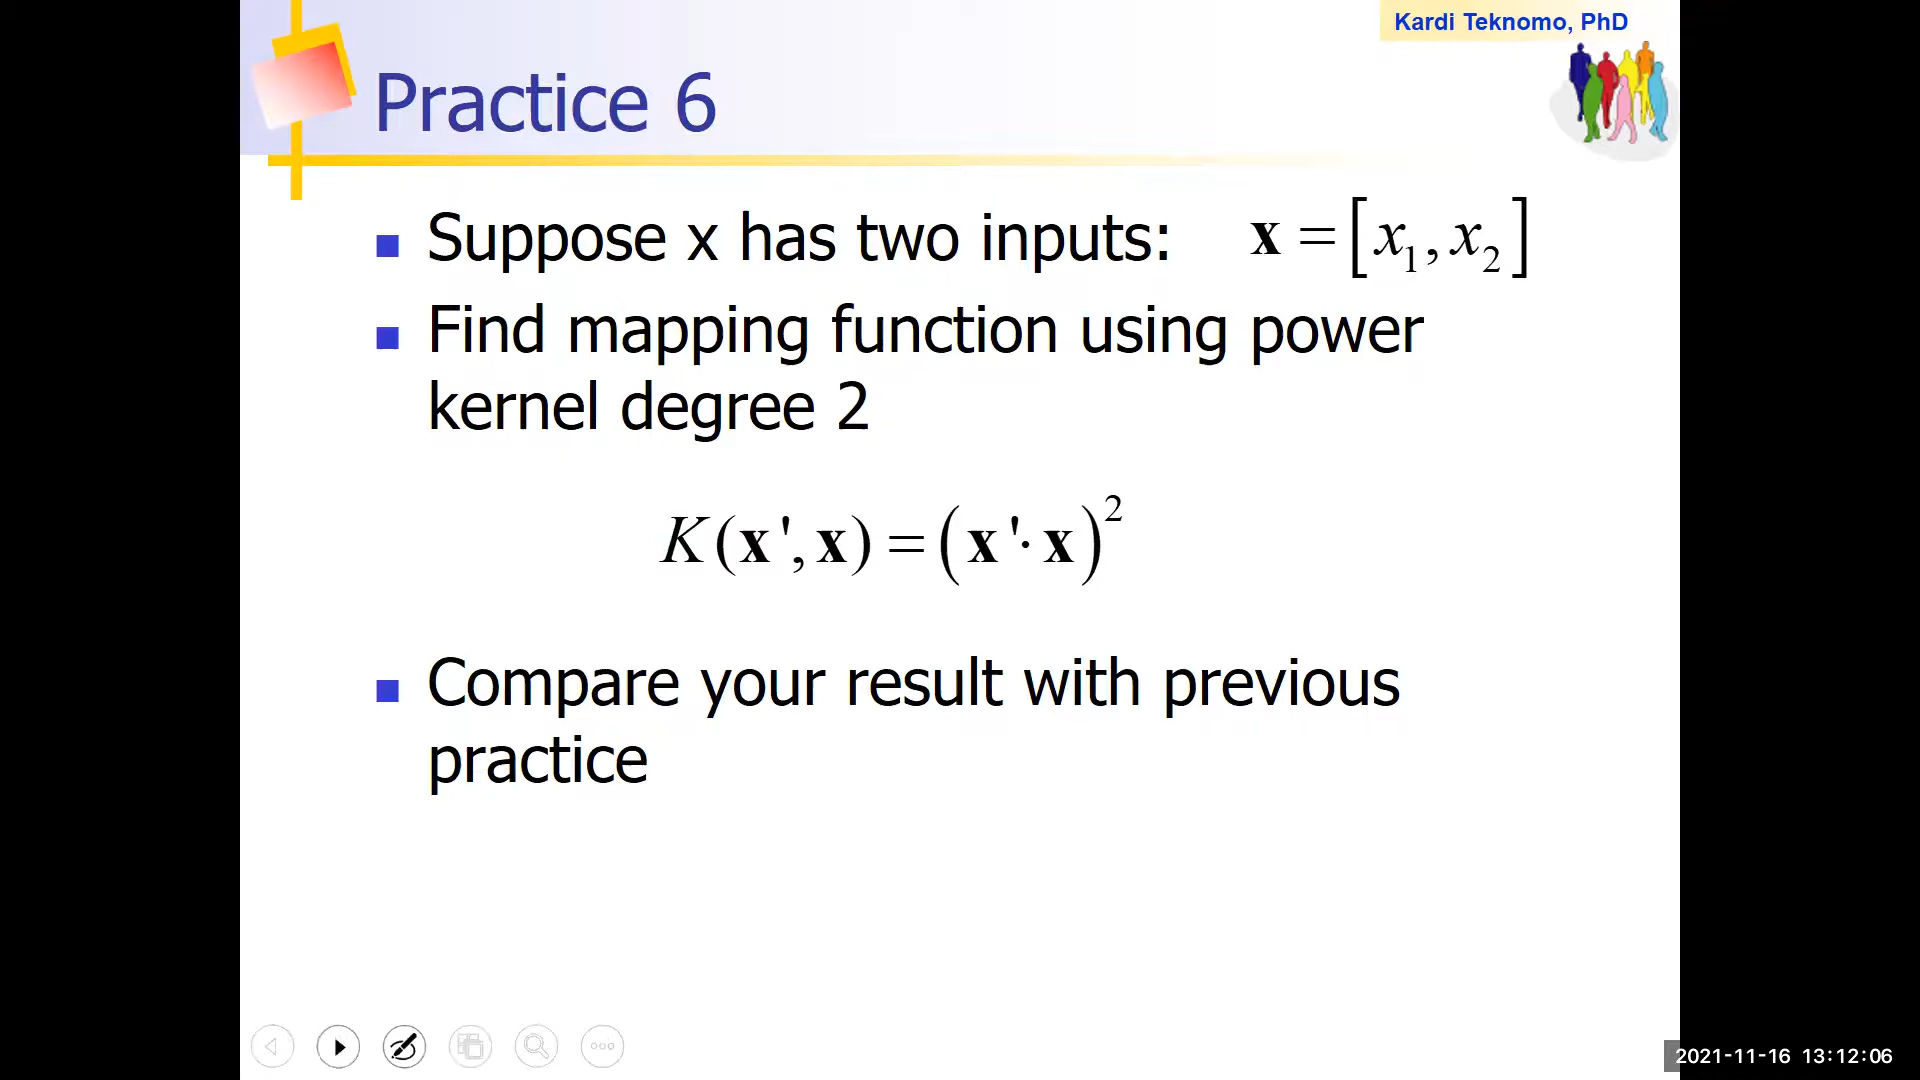 Kardi Teknomo, PhD
Practice 6
Suppose x has two inputs: x = [x₁, x₂]
Find mapping function using power
kernel degree 2
K(x', x) = (x'· x)²
Compare your result with previous
practice
2021-11-16 13:12:06